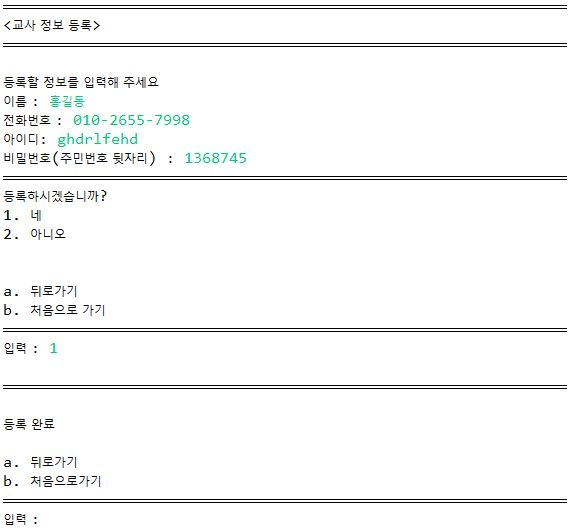 <교사 정보 등록>
등록할 정보를 입력해 주세요
이름 : 홍길동
전화번호 : 010-2655-7998
아이디: ghdrlfehd
비밀번호(주민번호 뒷자리) : 1368745
등록하시겠습니까?
1. 네
2. 아니오
a. 뒤로가기
b. 처음으로 가기
입력 : 1
등록 완료
a. 뒤로가기
b. 처음으로가기
입력 :